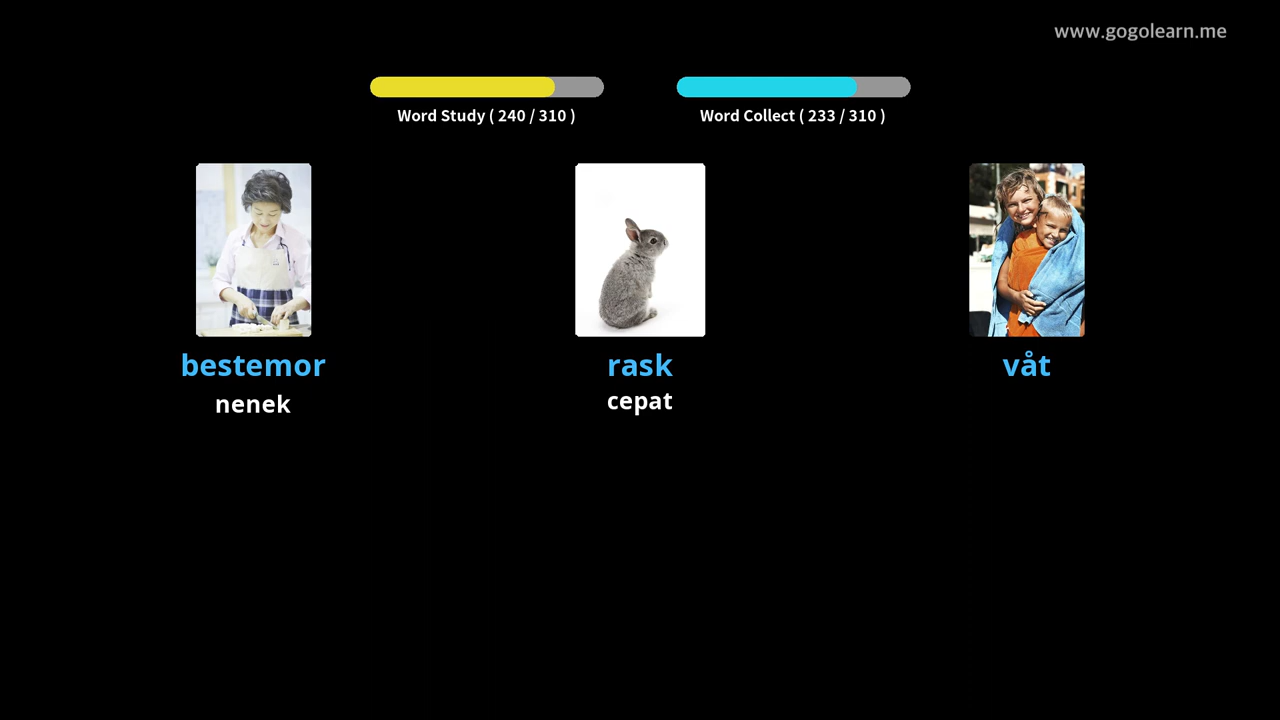 www.gogolearn.me
Word Study ( 240 / 310 )
Word Collect ( 233 / 310 )
bestemor
nenek
rask
cepat
våt